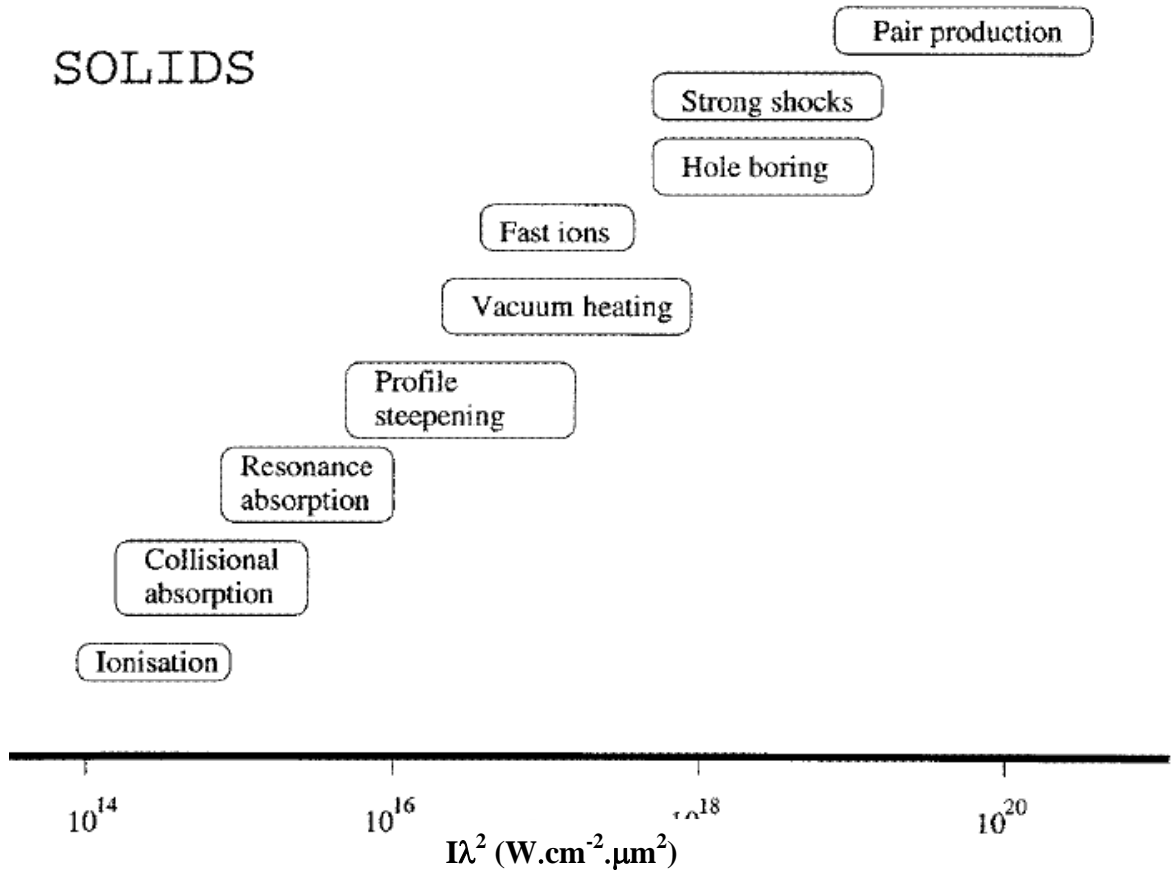 SOLIDS
Pair production
Strong shocks
Hole boring
Fast ions
Vacuum heating
Profile
steepening
Resonance
absorption
Collisional
absorption
Ionisation
10^14 10^16 10^18 10^20
Iλ² (W.cm⁻².μm²)